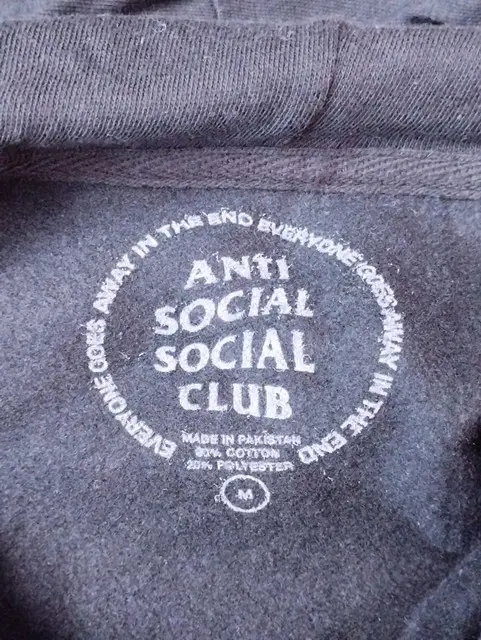 EVERYONE GOES AWAY IN THE END EVERYONE GOES AWAY IN THE END
ANTI
SOCIAL
SOCIAL
CLUB
MADE IN PAKISTAN
80% COTTON
20% POLYESTER
M